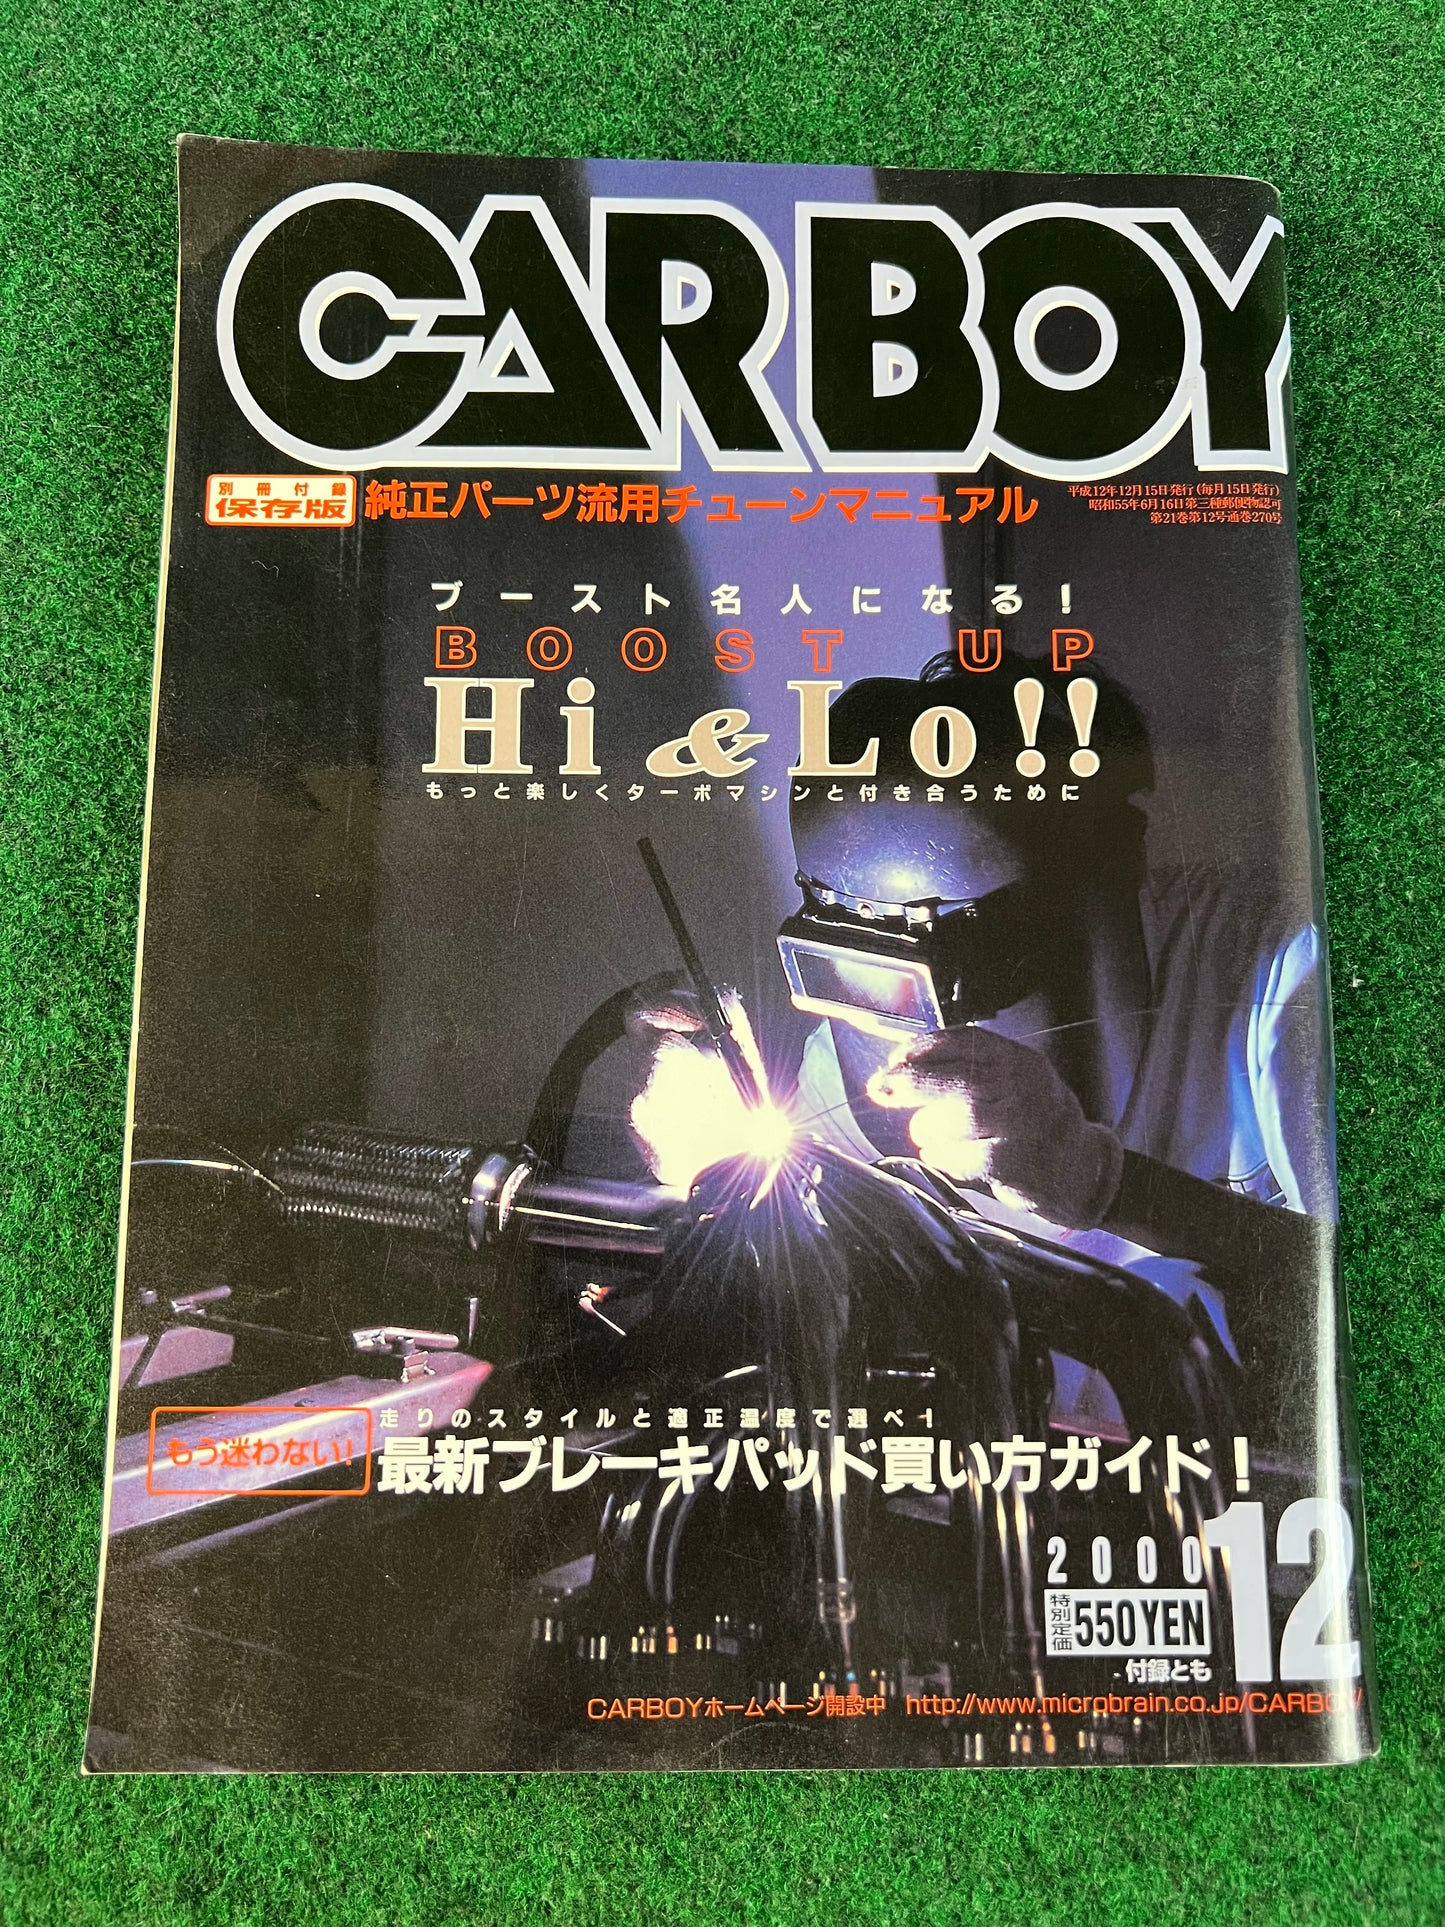 CARBOY
別冊付録
保存版
純正パーツ流用チューンマニュアル
平成12年12月15日発行(毎月15日発行)
昭和55年6月16日第三種郵便物認可
第21巻第12号通巻270号
ブースト名人になる!
BOOST UP
Hi & Lo!!
もっと楽しくターボマシンと付き合うために
走りのスタイルと適正温度で選べ!
もう迷わない!
最新ブレーキパッド買い方ガイド!
2000
12
特別定価
550YEN
付録とも
CARBOYホームページ開設中 http://www.microbrain.co.jp/CARBOY/